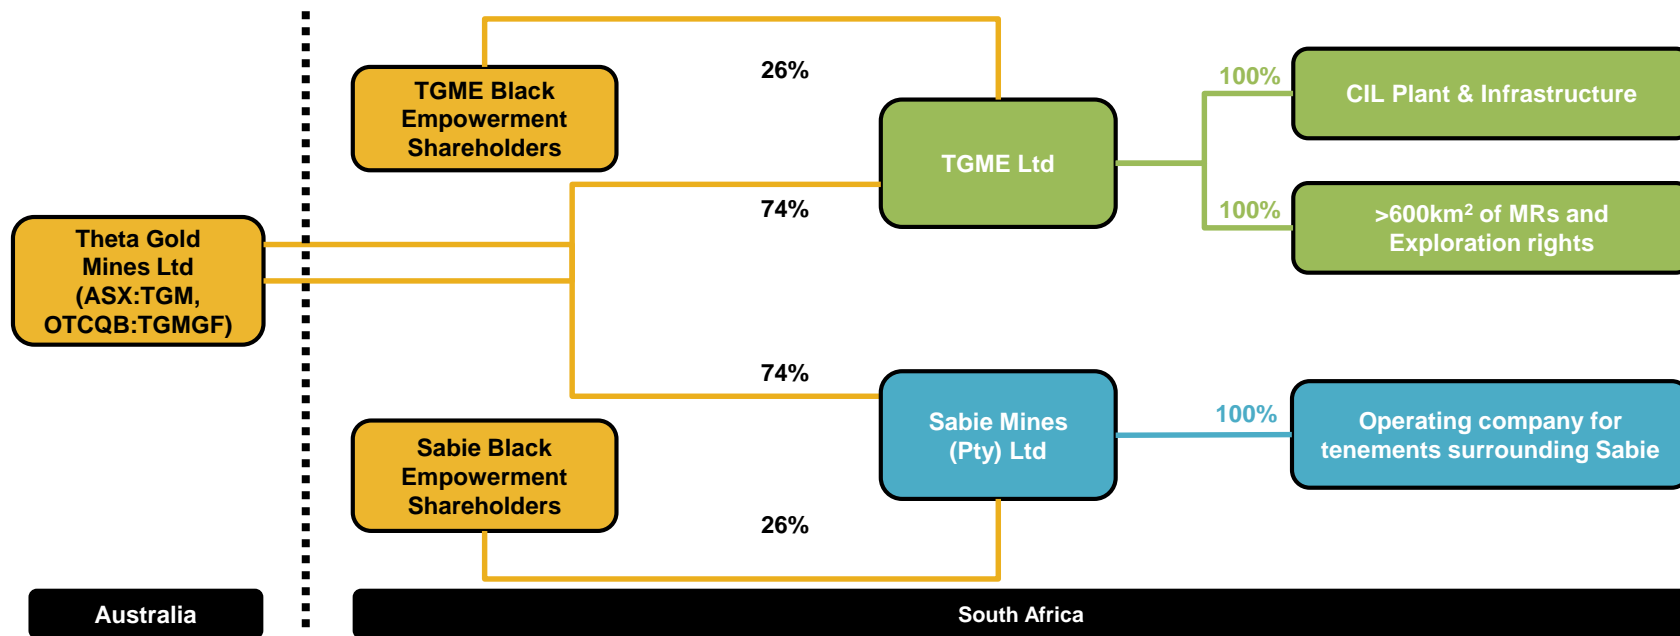 26%
TGME Black
Empowerment
Shareholders
100%
CIL Plant & Infrastructure
TGME Ltd
74%
100%
>600km² of MRs and
Exploration rights
Theta Gold
Mines Ltd
(ASX:TGM,
OTCQB:TGMGF)
74%
Sabie Mines
(Pty) Ltd
100%
Operating company for
tenements surrounding Sabie
Sabie Black
Empowerment
Shareholders
26%
Australia
South Africa